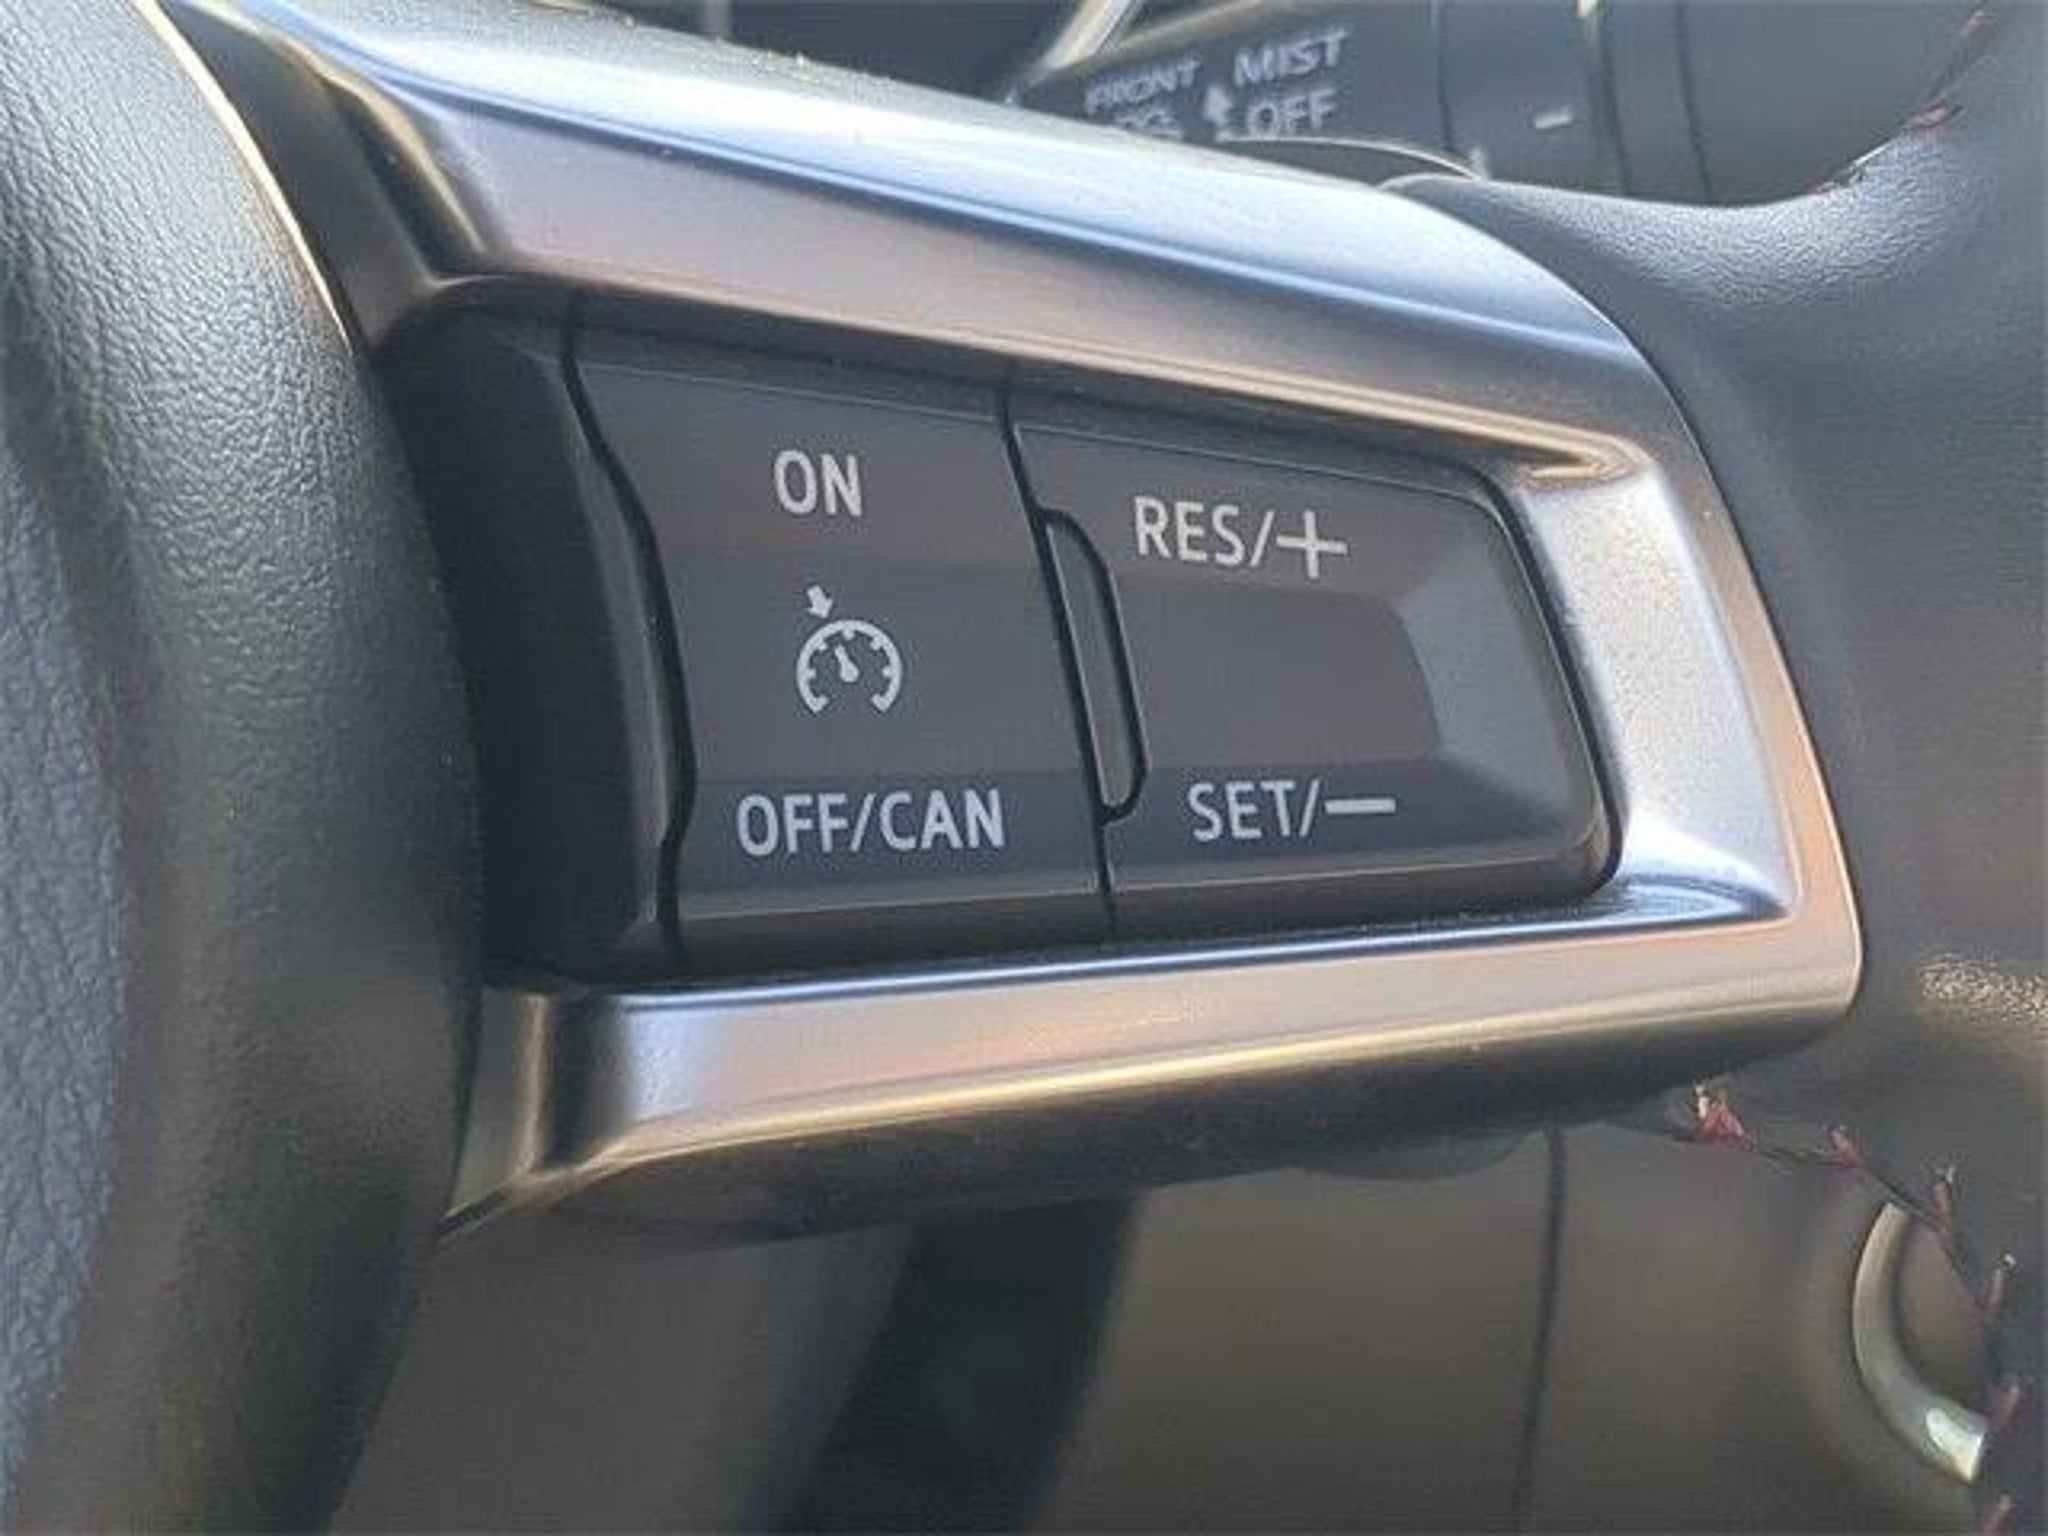 FRONT
MIST
OFF
ON
RES/+
OFF/CAN
SET/−